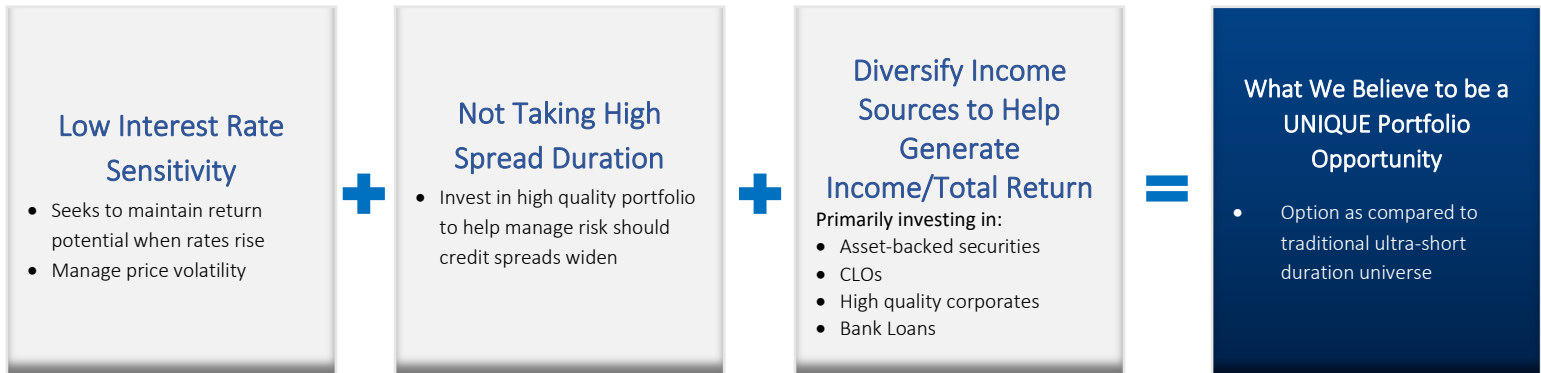 Low Interest Rate
Sensitivity
• Seeks to maintain return
potential when rates rise
• Manage price volatility
Not Taking High
Spread Duration
• Invest in high quality portfolio
to help manage risk should
credit spreads widen
Diversify Income
Sources to Help
Generate
Income/Total Return
Primarily investing in:
• Asset-backed securities
• CLOs
• High quality corporates
• Bank Loans
What We Believe to be a
UNIQUE Portfolio
Opportunity
• Option as compared to
traditional ultra-short
duration universe